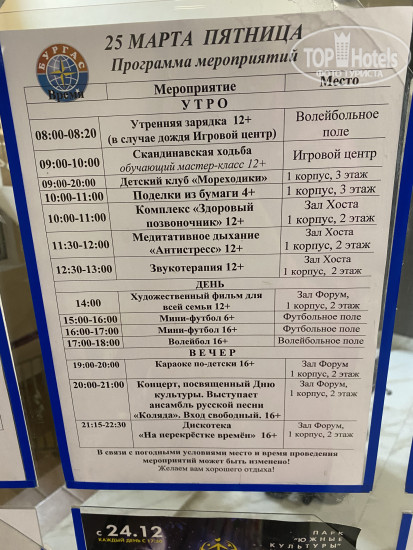 25 МАРТА ПЯТНИЦА
Программа мероприятий
БУРГАС
TOPHotels
ФОТО ТУРИСТА
Время Мероприятие Место
УТРО
08:00-08:20 Утренняя зарядка 12+ Волейбольное
(в случае дождя Игровой центр) поле
09:00-10:00 Скандинавская ходьба Игровой центр
обучающий мастер-класс 12+
09:00-20:00 Детский клуб «Мореходики» 1 корпус, 3 этаж
10:00-11:00 Поделки из бумаги 4+ 1 корпус, 3 этаж
10:00-11:00 Комплекс «Здоровый Зал Хоста
позвоночник» 12+ 1 корпус, 2 этаж
11:30-12:00 Медитативное дыхание Зал Хоста
«Антистресс» 12+ 1 корпус, 2 этаж
12:30-13:00 Звукотерапия 12+ Зал Хоста
1 корпус, 2 этаж
ДЕНЬ
14:00 Художественный фильм для Зал Форум,
всей семьи 12+ 1 корпус, 2 этаж
15:00-16:00 Мини-футбол 6+ Футбольное поле
16:00-17:00 Мини-футбол 16+ Футбольное поле
17:00-18:00 Волейбол 16+ Волейбольное поле
ВЕЧЕР
19:00-20:00 Караоке по-детски 16+ Зал Форум
1 корпус, 2 этаж
20:00-21:00 Концерт, посвященный Дню Зал Форум,
культуры. Выступает 1 корпус, 2 этаж
ансамбль русской песни
«Коляда». Вход свободный. 16+
21:15-22:30 Дискотека Зал Форум,
«На перекрёстке времён» 16+ 1 корпус, 2 этаж
В связи с погодными условиями место и время проведения
мероприятий может быть изменено!
Желаем вам хорошего отдыха!
с 24.12
КАЖДЫЙ ДЕНЬ С
ПАРК
"ЮЖНЫЕ
КУЛЬТУРЫ"